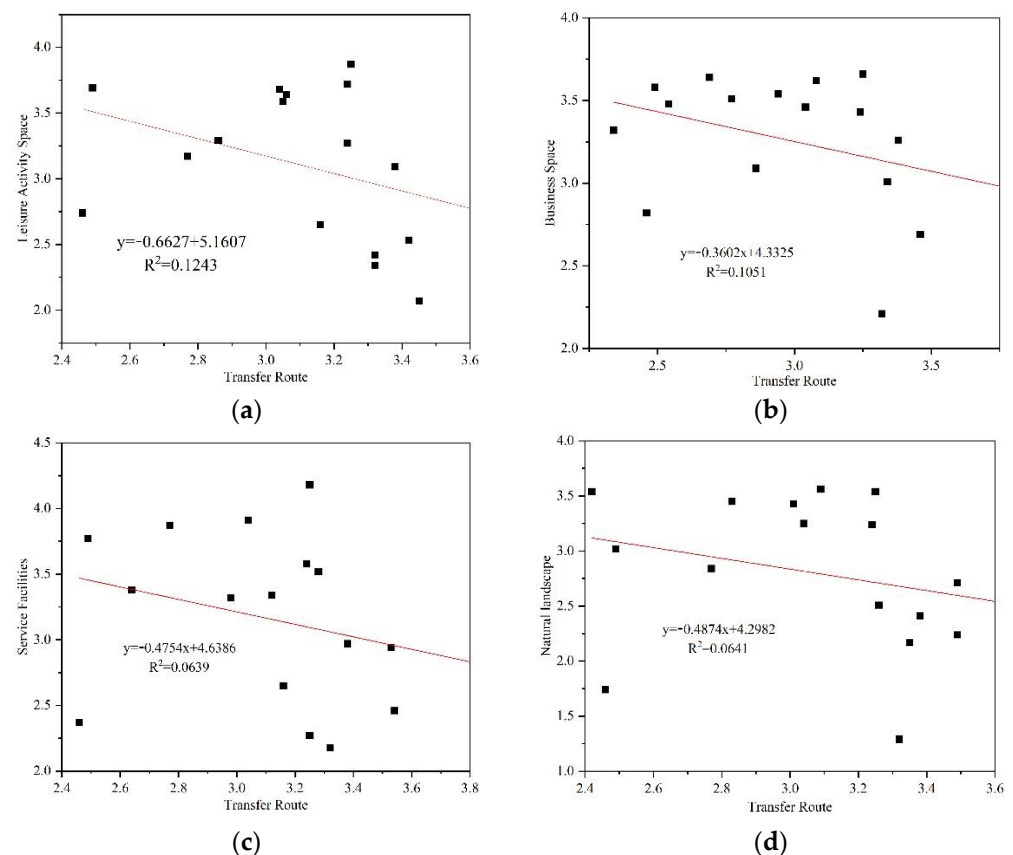 4.0
3.5
3.0
2.5
2.0
Leisure Activity Space
y=-0.6627+5.1607
R²=0.1243
2.4 2.6 2.8 3.0 3.2 3.4 3.6
Transfer Route
(a)
4.0
3.5
3.0
2.5
2.0
Business Space
y=-0.3602x+4.3325
R²=0.1051
2.5 3.0 3.5
Transfer Route
(b)
4.5
4.0
3.5
3.0
2.5
2.0
Service Facilities
y=-0.4754x+4.6386
R²=0.0639
2.4 2.6 2.8 3.0 3.2 3.4 3.6 3.8
Transfer Route
(c)
4.0
3.5
3.0
2.5
2.0
1.5
1.0
Natural landscape
y=-0.4874x+4.2982
R²=0.0641
2.4 2.6 2.8 3.0 3.2 3.4 3.6
Transfer Route
(d)